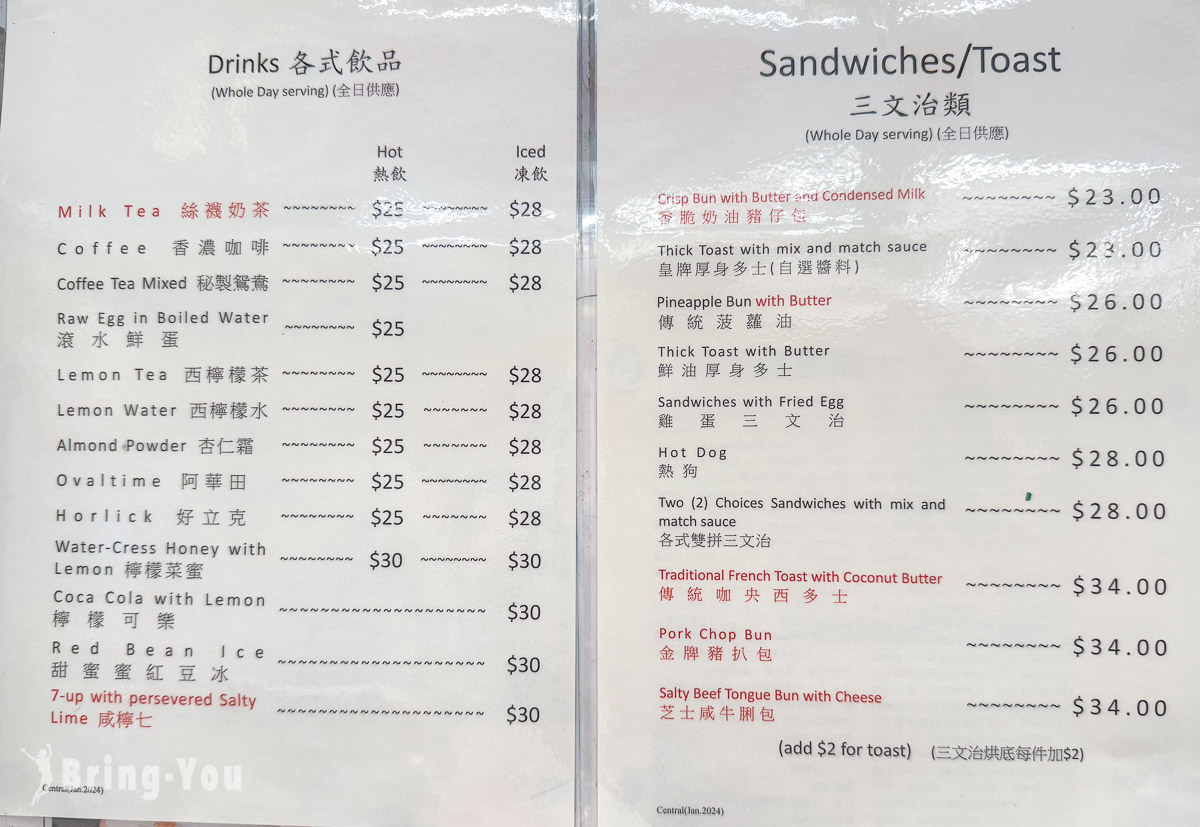 Drinks 各式飲品
(Whole Day serving) (全日供應)
Hot Iced
熱飲 凍飲
Milk Tea 絲襪奶茶 ~~~~~~~~ $25 ~~~~~~~~ $28
Coffee 香濃咖啡 ~~~~~~~~ $25 ~~~~~~~~ $28
Coffee Tea Mixed 秘製鴛鴦 ~~~~~~~~ $25 ~~~~~~~~ $28
Raw Egg in Boiled Water ~~~~~~~~ $25
滾水鮮蛋
Lemon Tea 西檸檬茶 ~~~~~~~~ $25 ~~~~~~~~ $28
Lemon Water 西檸檬水 ~~~~~~~~ $25 ~~~~~~~~ $28
Almond Powder 杏仁霜 ~~~~~~~~ $25 ~~~~~~~~ $28
Ovaltime 阿華田 ~~~~~~~~ $25 ~~~~~~~~ $28
Horlick 好立克 ~~~~~~~~ $25 ~~~~~~~~ $28
Water-Cress Honey with ~~~~~~~~ $30 ~~~~~~~~ $30
Lemon 檸檬菜蜜
Coca Cola with Lemon ~~~~~~~~~~~~~~~~~~~ $30
檸檬可樂
Red Bean Ice ~~~~~~~~~~~~~~~~~~~ $30
甜蜜蜜紅豆冰
7-up with persevered Salty ~~~~~~~~~~~~~~~~~~~ $30
Lime 咸檸七
Bring-You
Central(Jan.2024)
Sandwiches/Toast
三文治類
(Whole Day serving) (全日供應)
Crisp Bun with Butter and Condensed Milk ~~~~~~~~ $23.00
香脆奶油豬仔包
Thick Toast with mix and match sauce ~~~~~~~~ $23.00
皇牌厚身多士(自選醬料)
Pineapple Bun with Butter ~~~~~~~~ $26.00
傳統菠蘿油
Thick Toast with Butter ~~~~~~~~ $26.00
鮮油厚身多士
Sandwiches with Fried Egg ~~~~~~~~ $26.00
雞蛋三文治
Hot Dog ~~~~~~~~ $28.00
熱狗
Two (2) Choices Sandwiches with mix and ~~~~~~~~ $28.00
match sauce
各式雙拼三文治
Traditional French Toast with Coconut Butter ~~~~~~~~ $34.00
傳統咖央西多士
Pork Chop Bun ~~~~~~~~ $34.00
金牌豬扒包
Salty Beef Tongue Bun with Cheese ~~~~~~~~ $34.00
芝士咸牛脷包
(add $2 for toast) (三文治烘底每件加$2)
Central(Jan.2024)